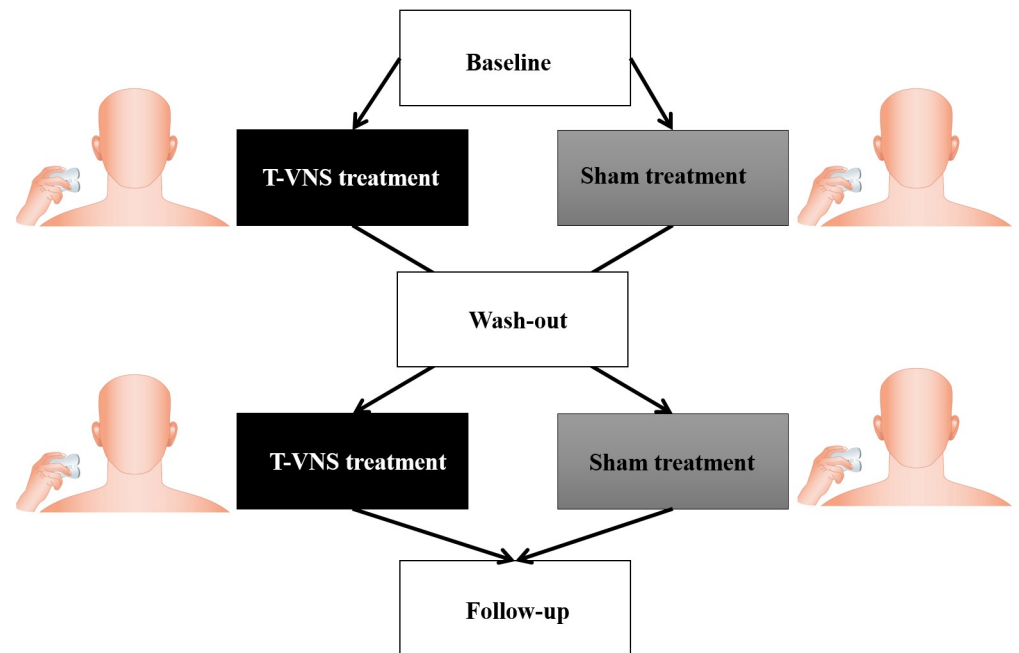 Baseline
T-VNS treatment
Sham treatment
Wash-out
T-VNS treatment
Sham treatment
Follow-up